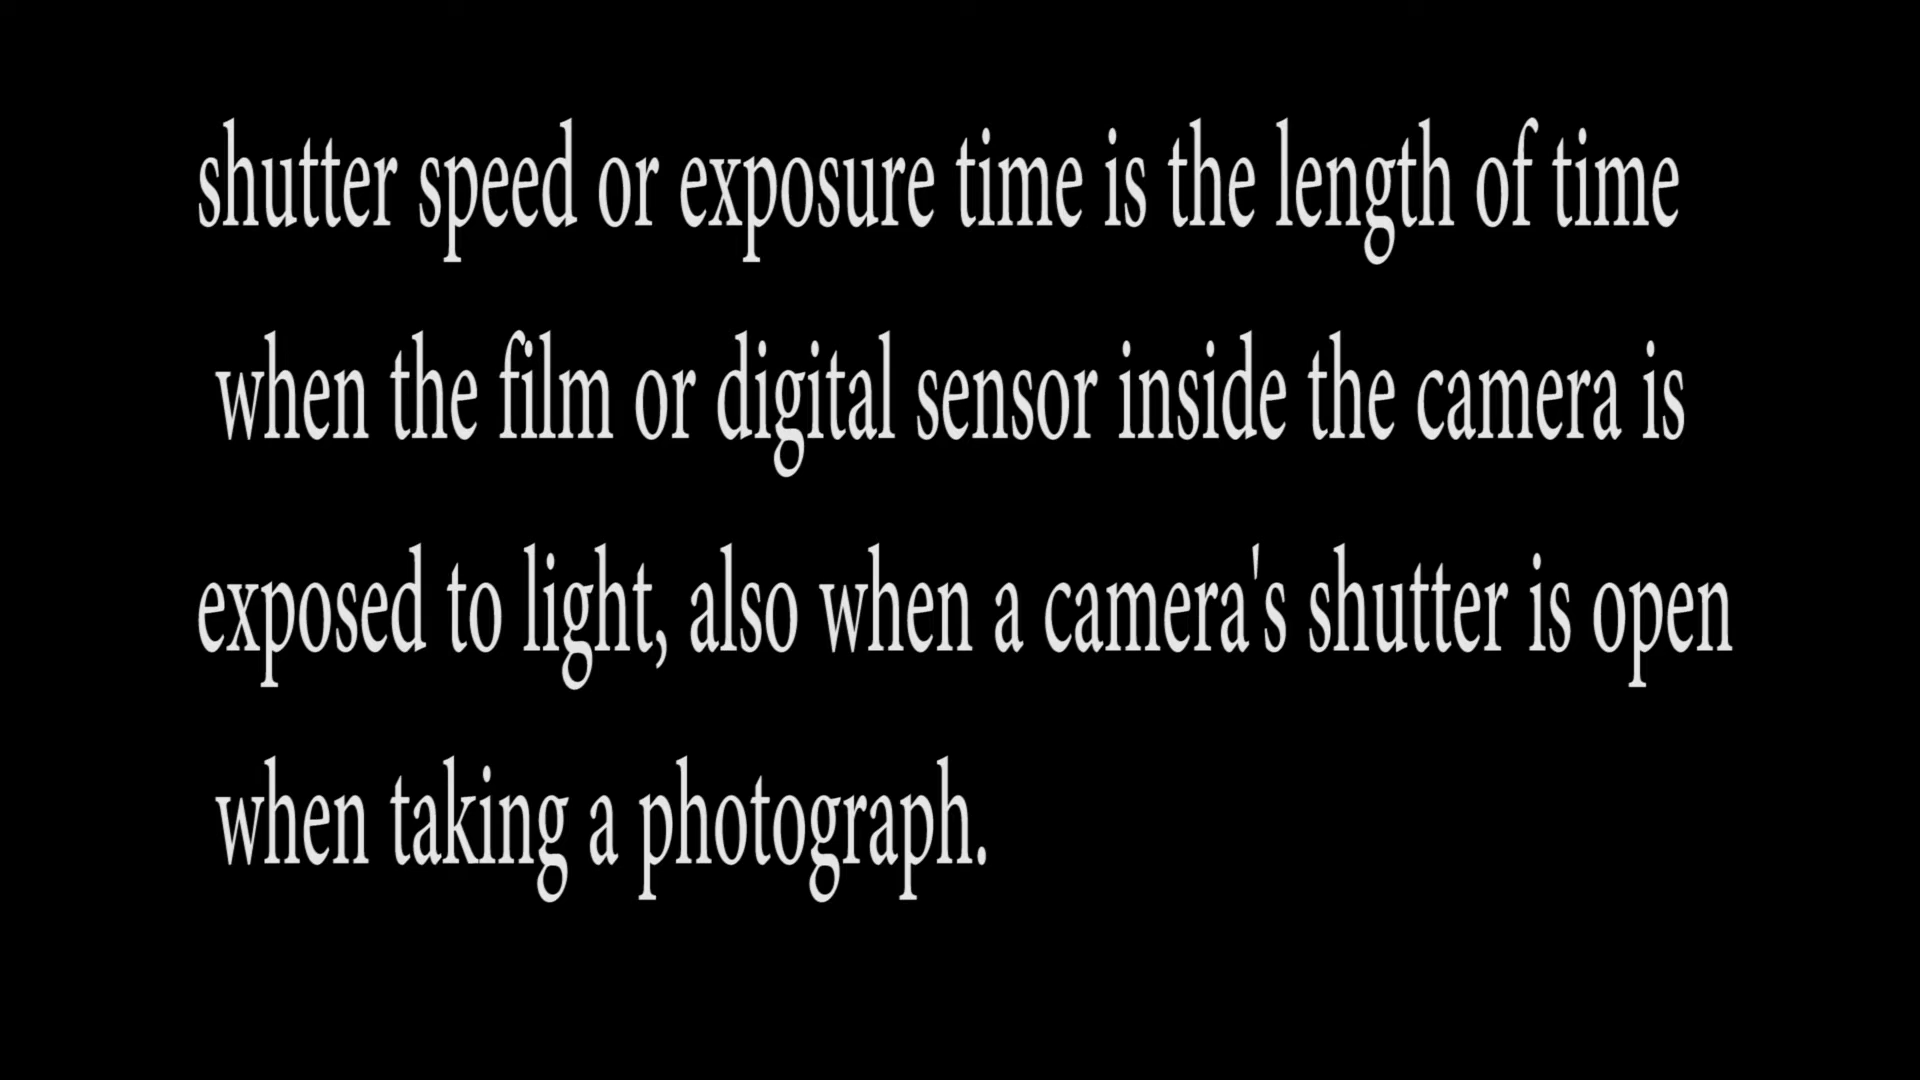 shutter speed or exposure time is the length of time
when the film or digital sensor inside the camera is
exposed to light, also when a camera's shutter is open
when taking a photograph.